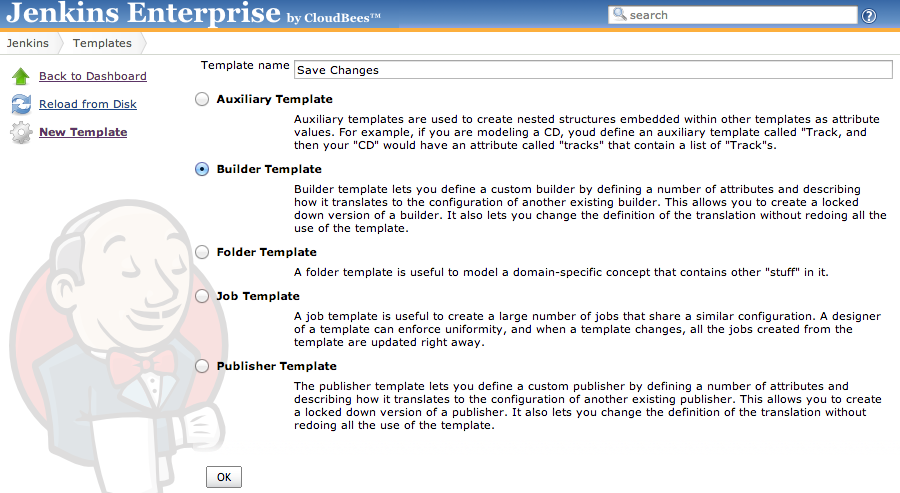 Jenkins Enterprise by CloudBees™
search
Jenkins Templates
Back to Dashboard
Reload from Disk
New Template
Template name Save Changes
Auxiliary Template
Auxiliary templates are used to create nested structures embedded within other templates as attribute
values. For example, if you are modeling a CD, youd define an auxiliary template called "Track, and
then your "CD" would have an attribute called "tracks" that contain a list of "Track"s.
Builder Template
Builder template lets you define a custom builder by defining a number of attributes and describing
how it translates to the configuration of another existing builder. This allows you to create a locked
down version of a builder. It also lets you change the definition of the translation without redoing all the
use of the template.
Folder Template
A folder template is useful to model a domain-specific concept that contains other "stuff" in it.
Job Template
A job template is useful to create a large number of jobs that share a similar configuration. A designer
of a template can enforce uniformity, and when a template changes, all the jobs created from the
template are updated right away.
Publisher Template
The publisher template lets you define a custom publisher by defining a number of attributes and
describing how it translates to the configuration of another existing publisher. This allows you to create
a locked down version of a publisher. It also lets you change the definition of the translation without
redoing all the use of the template.
OK